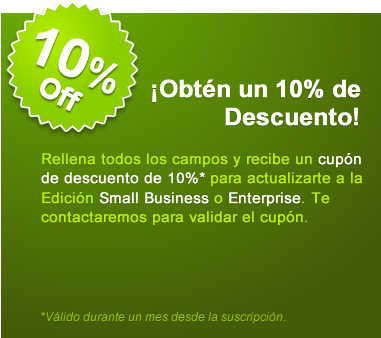 10%
Off
¡Obtén un 10% de
Descuento!
Rellena todos los campos y recibe un cupón
de descuento de 10%* para actualizarte a la
Edición Small Business o Enterprise. Te
contactaremos para validar el cupón.
*Válido durante un mes desde la suscripción.